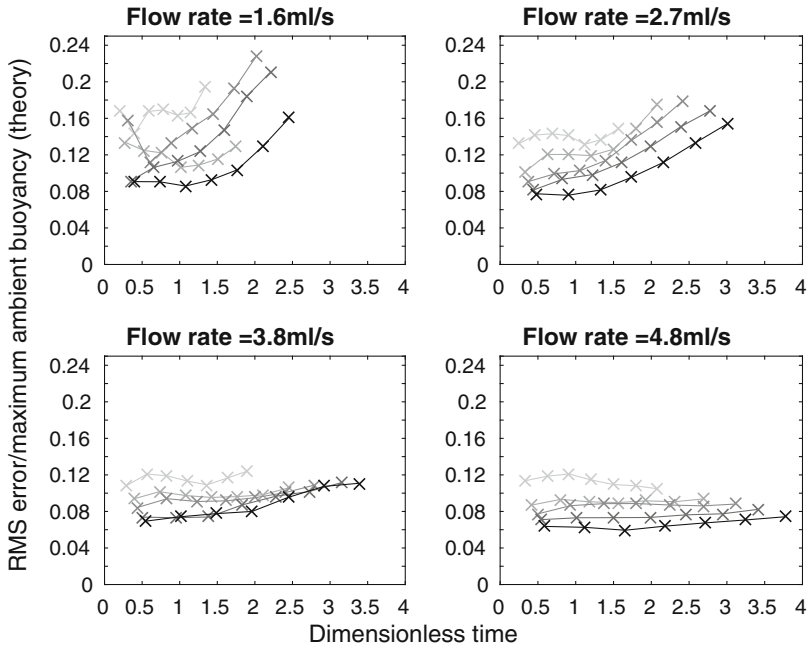 Flow rate =1.6ml/s
Flow rate =2.7ml/s
0.24
0.2
0.16
0.12
0.08
0.04
0
0 0.5 1 1.5 2 2.5 3 3.5 4
0.24
0.2
0.16
0.12
0.08
0.04
0
0 0.5 1 1.5 2 2.5 3 3.5 4
Flow rate =3.8ml/s
Flow rate =4.8ml/s
0.24
0.2
0.16
0.12
0.08
0.04
0
0 0.5 1 1.5 2 2.5 3 3.5 4
0.24
0.2
0.16
0.12
0.08
0.04
0
0 0.5 1 1.5 2 2.5 3 3.5 4
RMS error/maximum ambient buoyancy (theory)
Dimensionless time